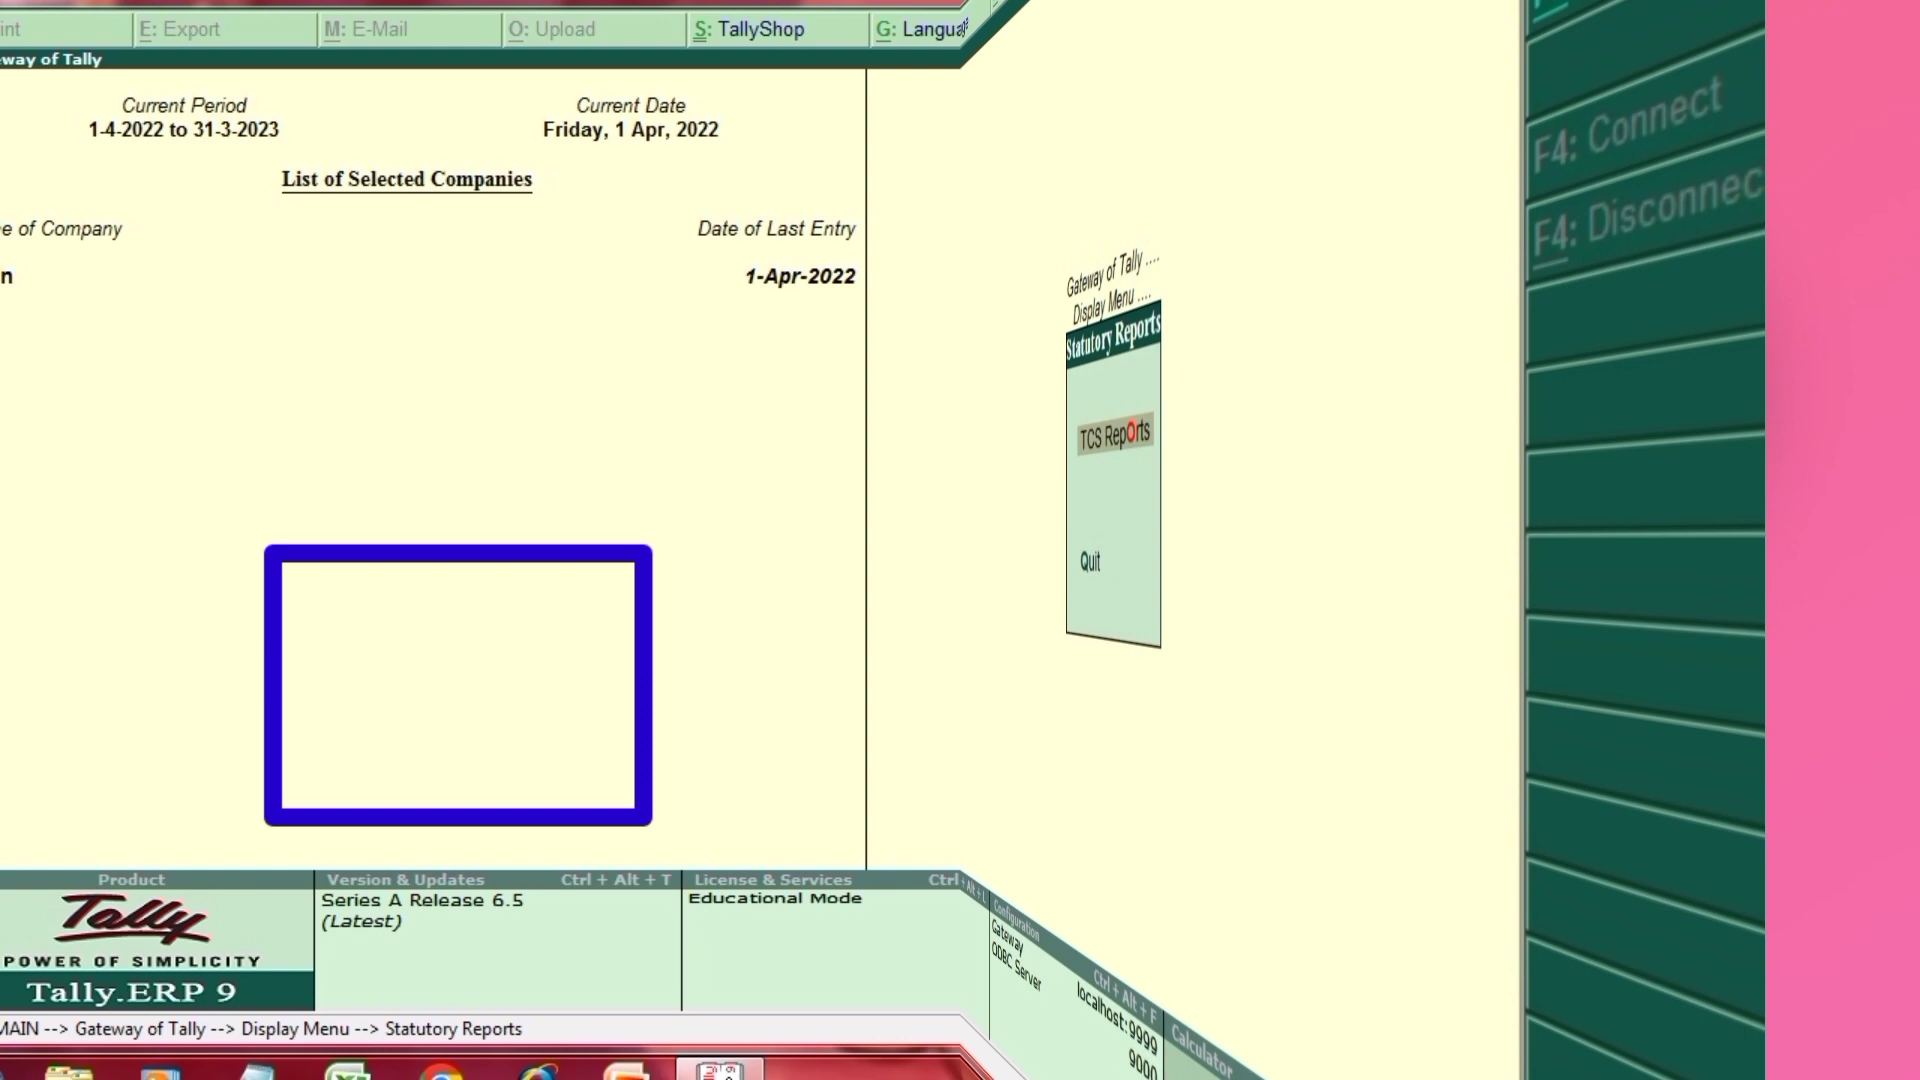 int
E: Export
M: E-Mail
O: Upload
S: TallyShop
G: Langua
way of Tally
Current Period
1-4-2022 to 31-3-2023
Current Date
Friday, 1 Apr, 2022
List of Selected Companies
e of Company
Date of Last Entry
n
1-Apr-2022
Gateway of Tally ....
Display Menu ....
Statutory Reports
TCS RepOrts
Quit
F4: Connect
F4: Disconnec
Product
Tally
POWER OF SIMPLICITY
Tally.ERP 9
Version & Updates Ctrl + Alt + T
Series A Release 6.5
(Latest)
License & Services Ctrl + Alt + L
Educational Mode
Configuration Ctrl + Alt + F
Gateway localhost:9999
ODBC Server 9000
Calculator
MAIN --> Gateway of Tally --> Display Menu --> Statutory Reports